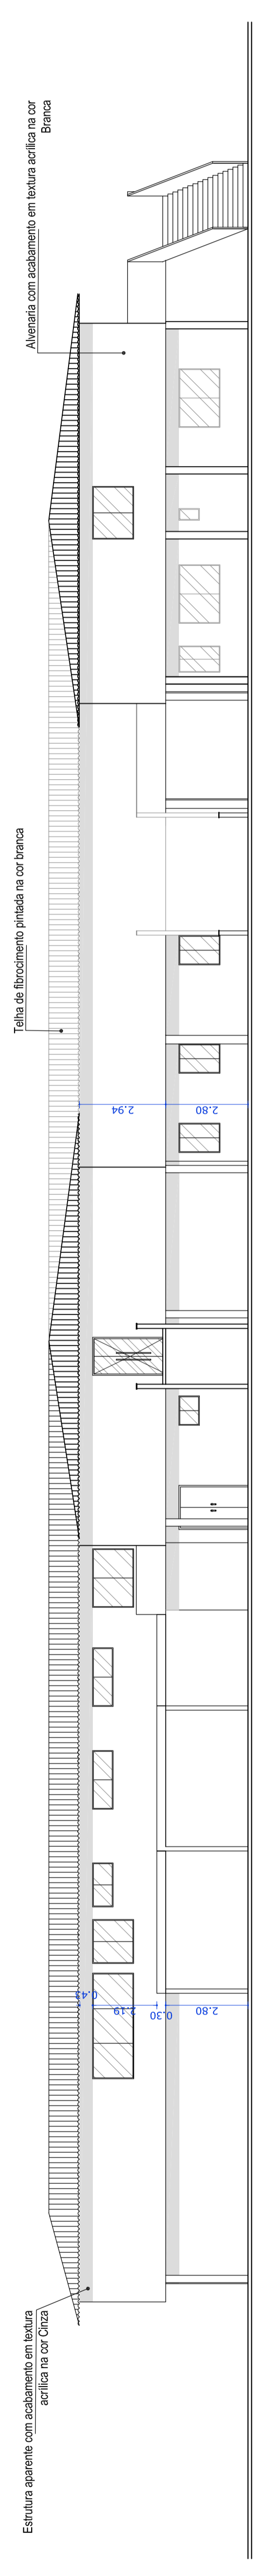 Estrutura aparente com acabamento em textura
acrílica na cor Cinza
Telha de fibrocimento pintada na cor branca
Alvenaria com acabamento em textura acrílica na cor
Branca
0.43
2.19
0.30
2.80
2.94
2.80